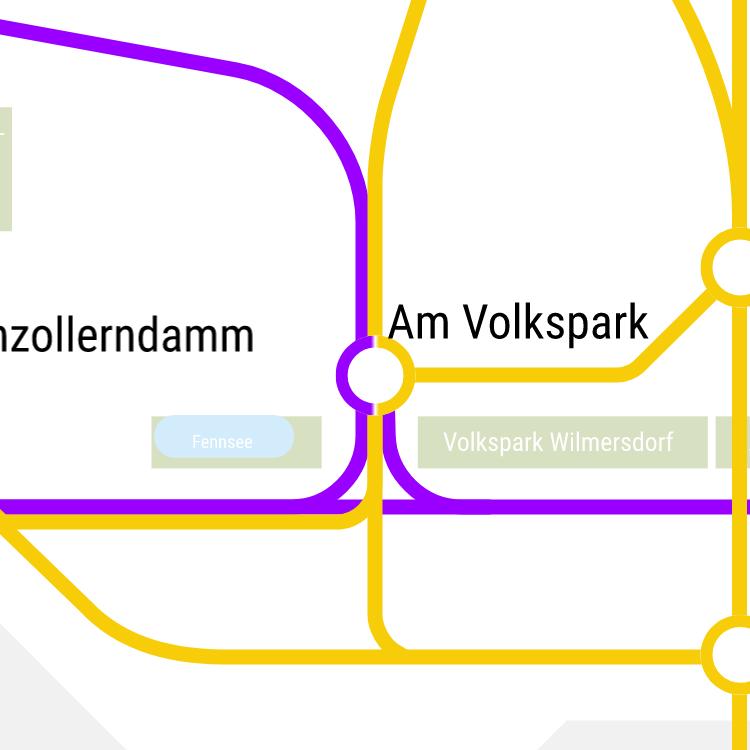 Am Volkspark
nzollerndamm
Fennsee
Volkspark Wilmersdorf